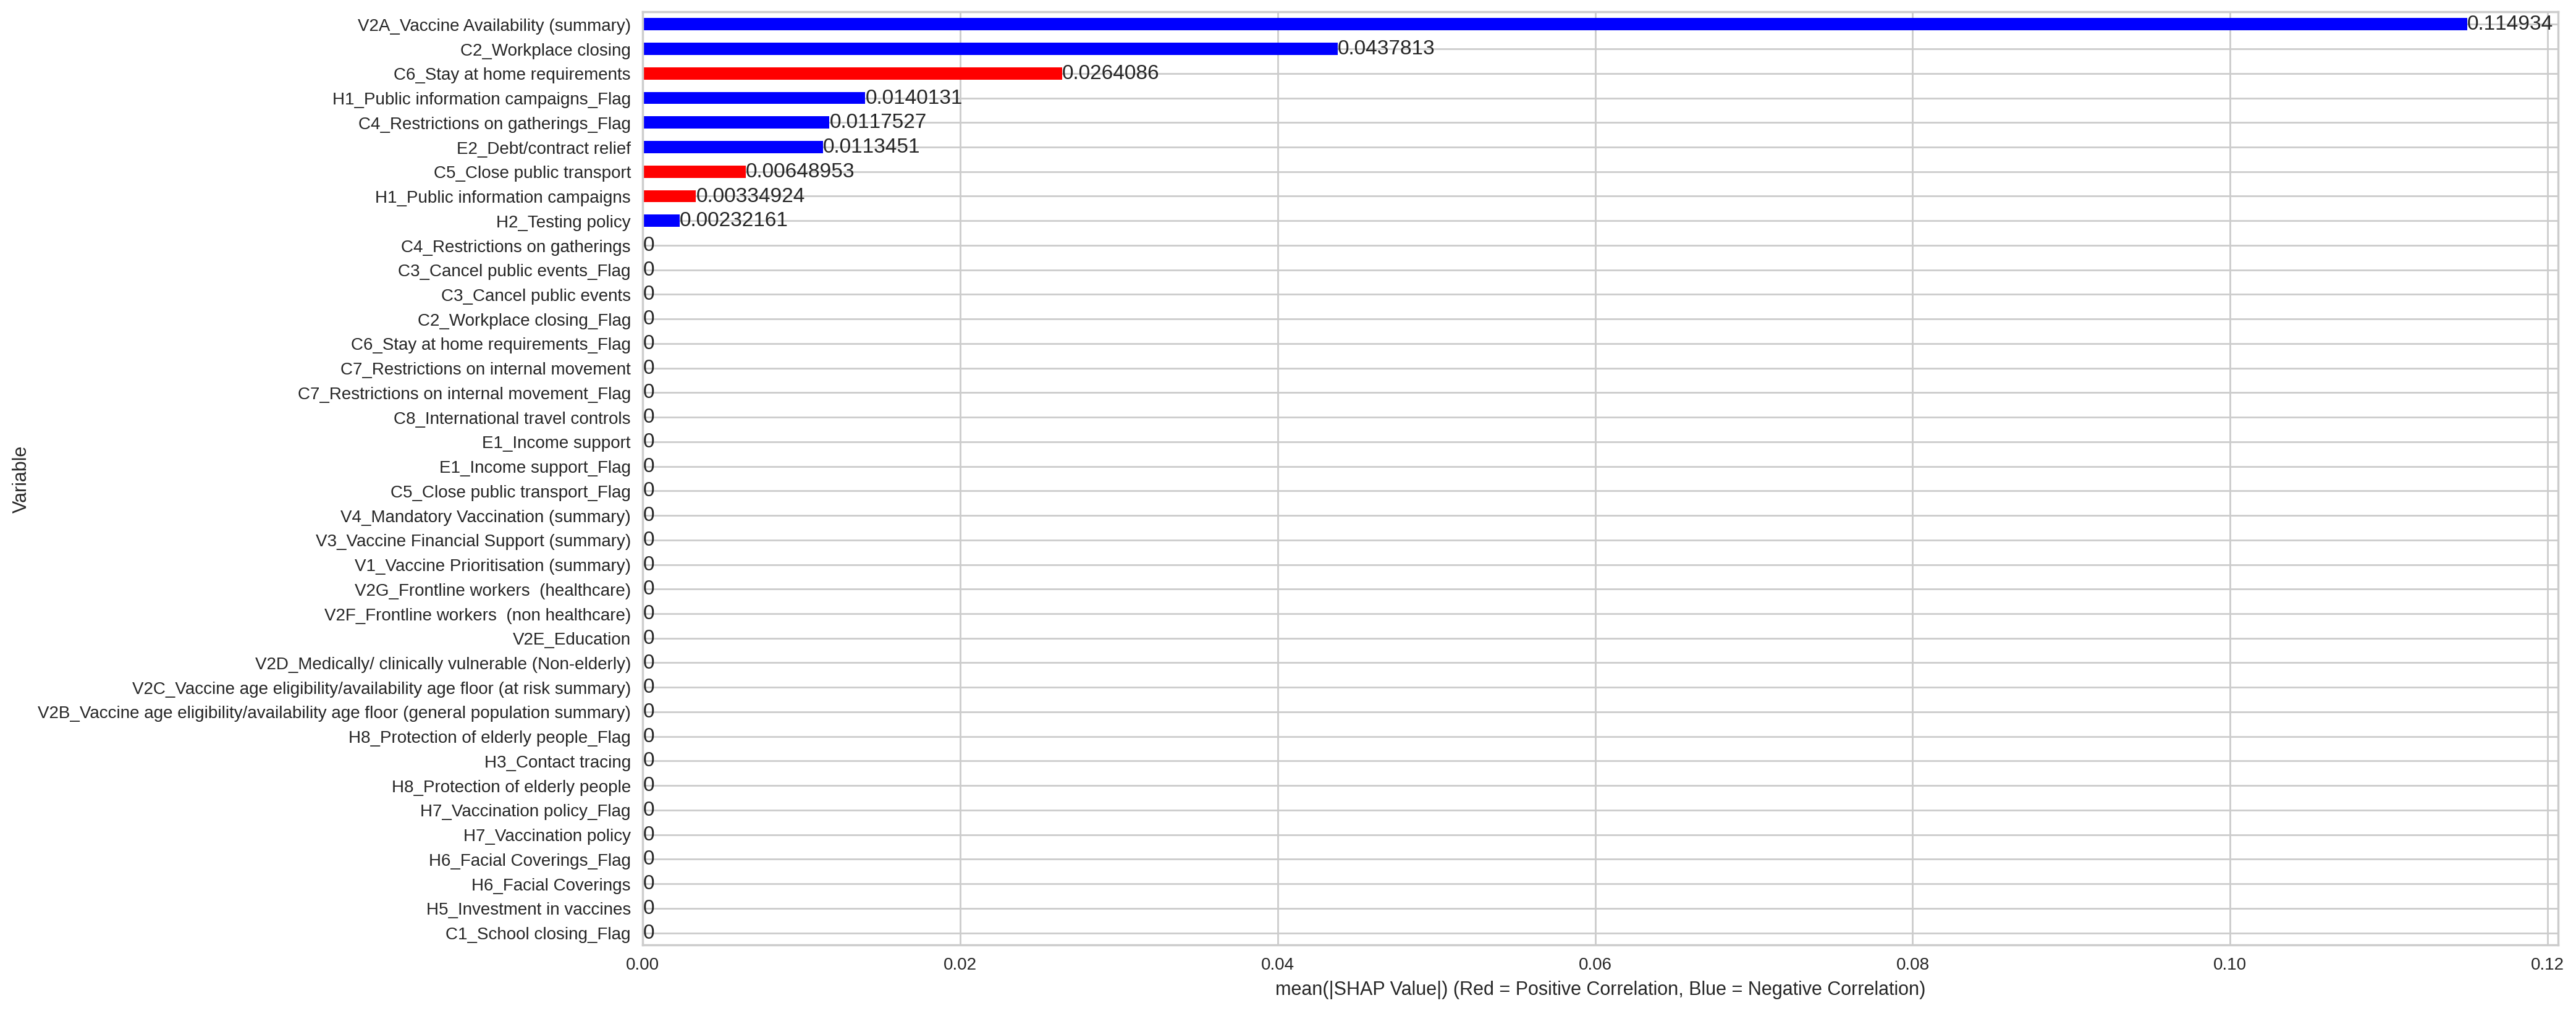 V2A_Vaccine Availability (summary) 0.114934
C2_Workplace closing 0.0437813
C6_Stay at home requirements 0.0264086
H1_Public information campaigns_Flag 0.0140131
C4_Restrictions on gatherings_Flag 0.0117527
E2_Debt/contract relief 0.0113451
C5_Close public transport 0.00648953
H1_Public information campaigns 0.00334924
H2_Testing policy 0.00232161
C4_Restrictions on gatherings 0
C3_Cancel public events_Flag 0
C3_Cancel public events 0
C2_Workplace closing_Flag 0
C6_Stay at home requirements_Flag 0
C7_Restrictions on internal movement 0
C7_Restrictions on internal movement_Flag 0
C8_International travel controls 0
E1_Income support 0
E1_Income support_Flag 0
C5_Close public transport_Flag 0
V4_Mandatory Vaccination (summary) 0
V3_Vaccine Financial Support (summary) 0
V1_Vaccine Prioritisation (summary) 0
V2G_Frontline workers  (healthcare) 0
V2F_Frontline workers  (non healthcare) 0
V2E_Education 0
V2D_Medically/ clinically vulnerable (Non-elderly) 0
V2C_Vaccine age eligibility/availability age floor (at risk summary) 0
V2B_Vaccine age eligibility/availability age floor (general population summary) 0
H8_Protection of elderly people_Flag 0
H3_Contact tracing 0
H8_Protection of elderly people 0
H7_Vaccination policy_Flag 0
H7_Vaccination policy 0
H6_Facial Coverings_Flag 0
H6_Facial Coverings 0
H5_Investment in vaccines 0
C1_School closing_Flag 0
Variable
0.00 0.02 0.04 0.06 0.08 0.10 0.12
mean(|SHAP Value|) (Red = Positive Correlation, Blue = Negative Correlation)